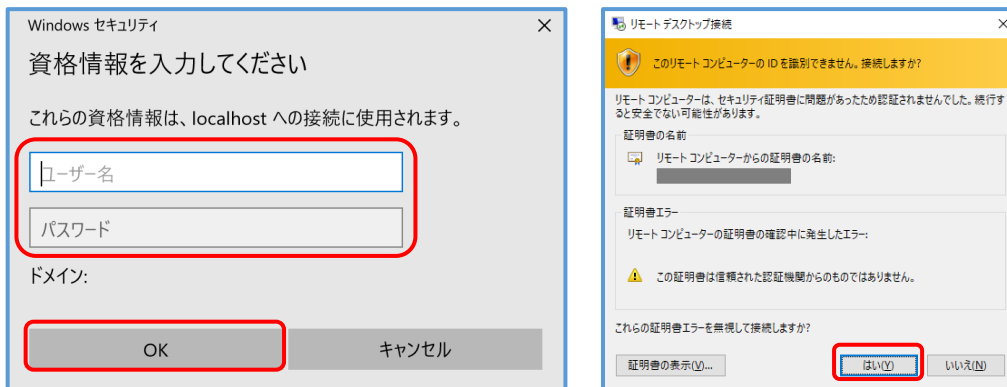 Windows セキュリティ
資格情報を入力してください
これらの資格情報は、localhost への接続に使用されます。
ユーザー名
パスワード
ドメイン:
OK
キャンセル
リモート デスクトップ接続
このリモート コンピューターの ID を識別できません。接続しますか?
リモート コンピューターは、セキュリティ証明書に問題があったため認証されませんでした。続行す
ると安全でない可能性があります。
証明書の名前
リモート コンピューターからの証明書の名前:
証明書エラー
リモート コンピューターの証明書の確認中に発生したエラー:
この証明書は信頼された認証機関からのものではありません。
これらの証明書エラーを無視して接続しますか?
証明書の表示(V)...
はい(Y)
いいえ(N)